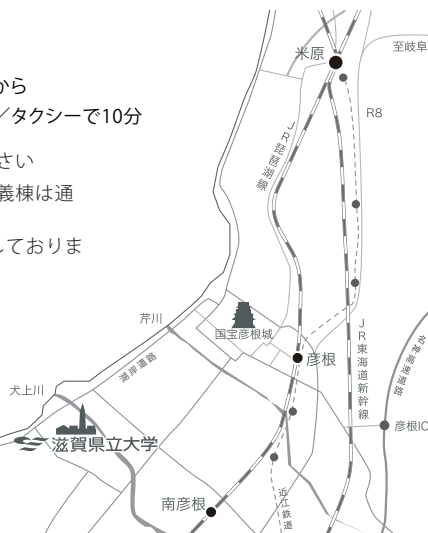 から
／タクシーで10分
さい
義棟は通
しておりま
米原
至岐阜
R8
JR琵琶湖線
芹川
国宝彦根城
湖岸道路
彦根
JR東海道新幹線
名神高速道路
犬上川
滋賀県立大学
彦根IC
南彦根
近江鉄道